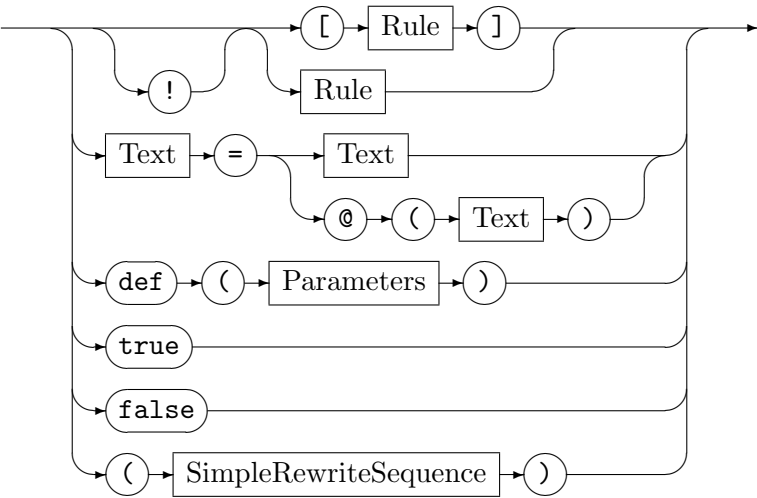 [ Rule ]
! Rule
Text = Text
@ ( Text )
def ( Parameters )
true
false
( SimpleRewriteSequence )